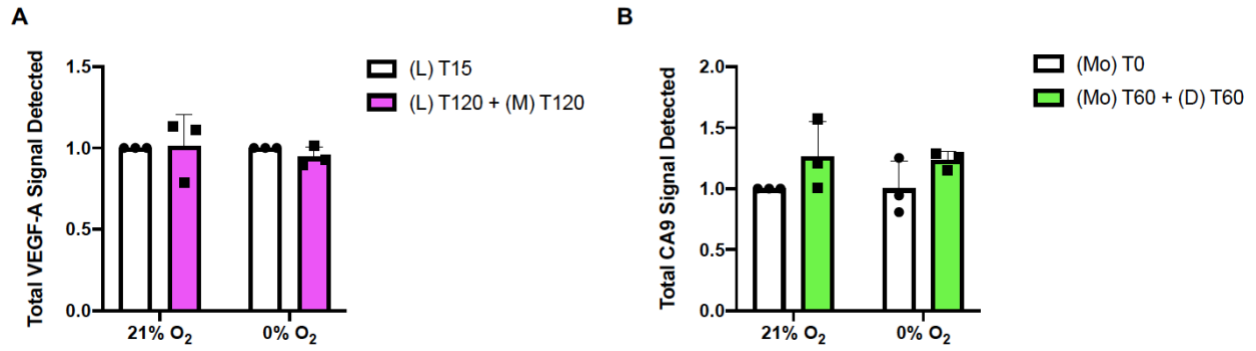 A
Total VEGF-A Signal Detected
1.5
1.0
0.5
0.0
21% O₂
0% O₂
(L) T15
(L) T120 + (M) T120
B
Total CA9 Signal Detected
2.0
1.5
1.0
0.5
0.0
21% O₂
0% O₂
(Mo) T0
(Mo) T60 + (D) T60